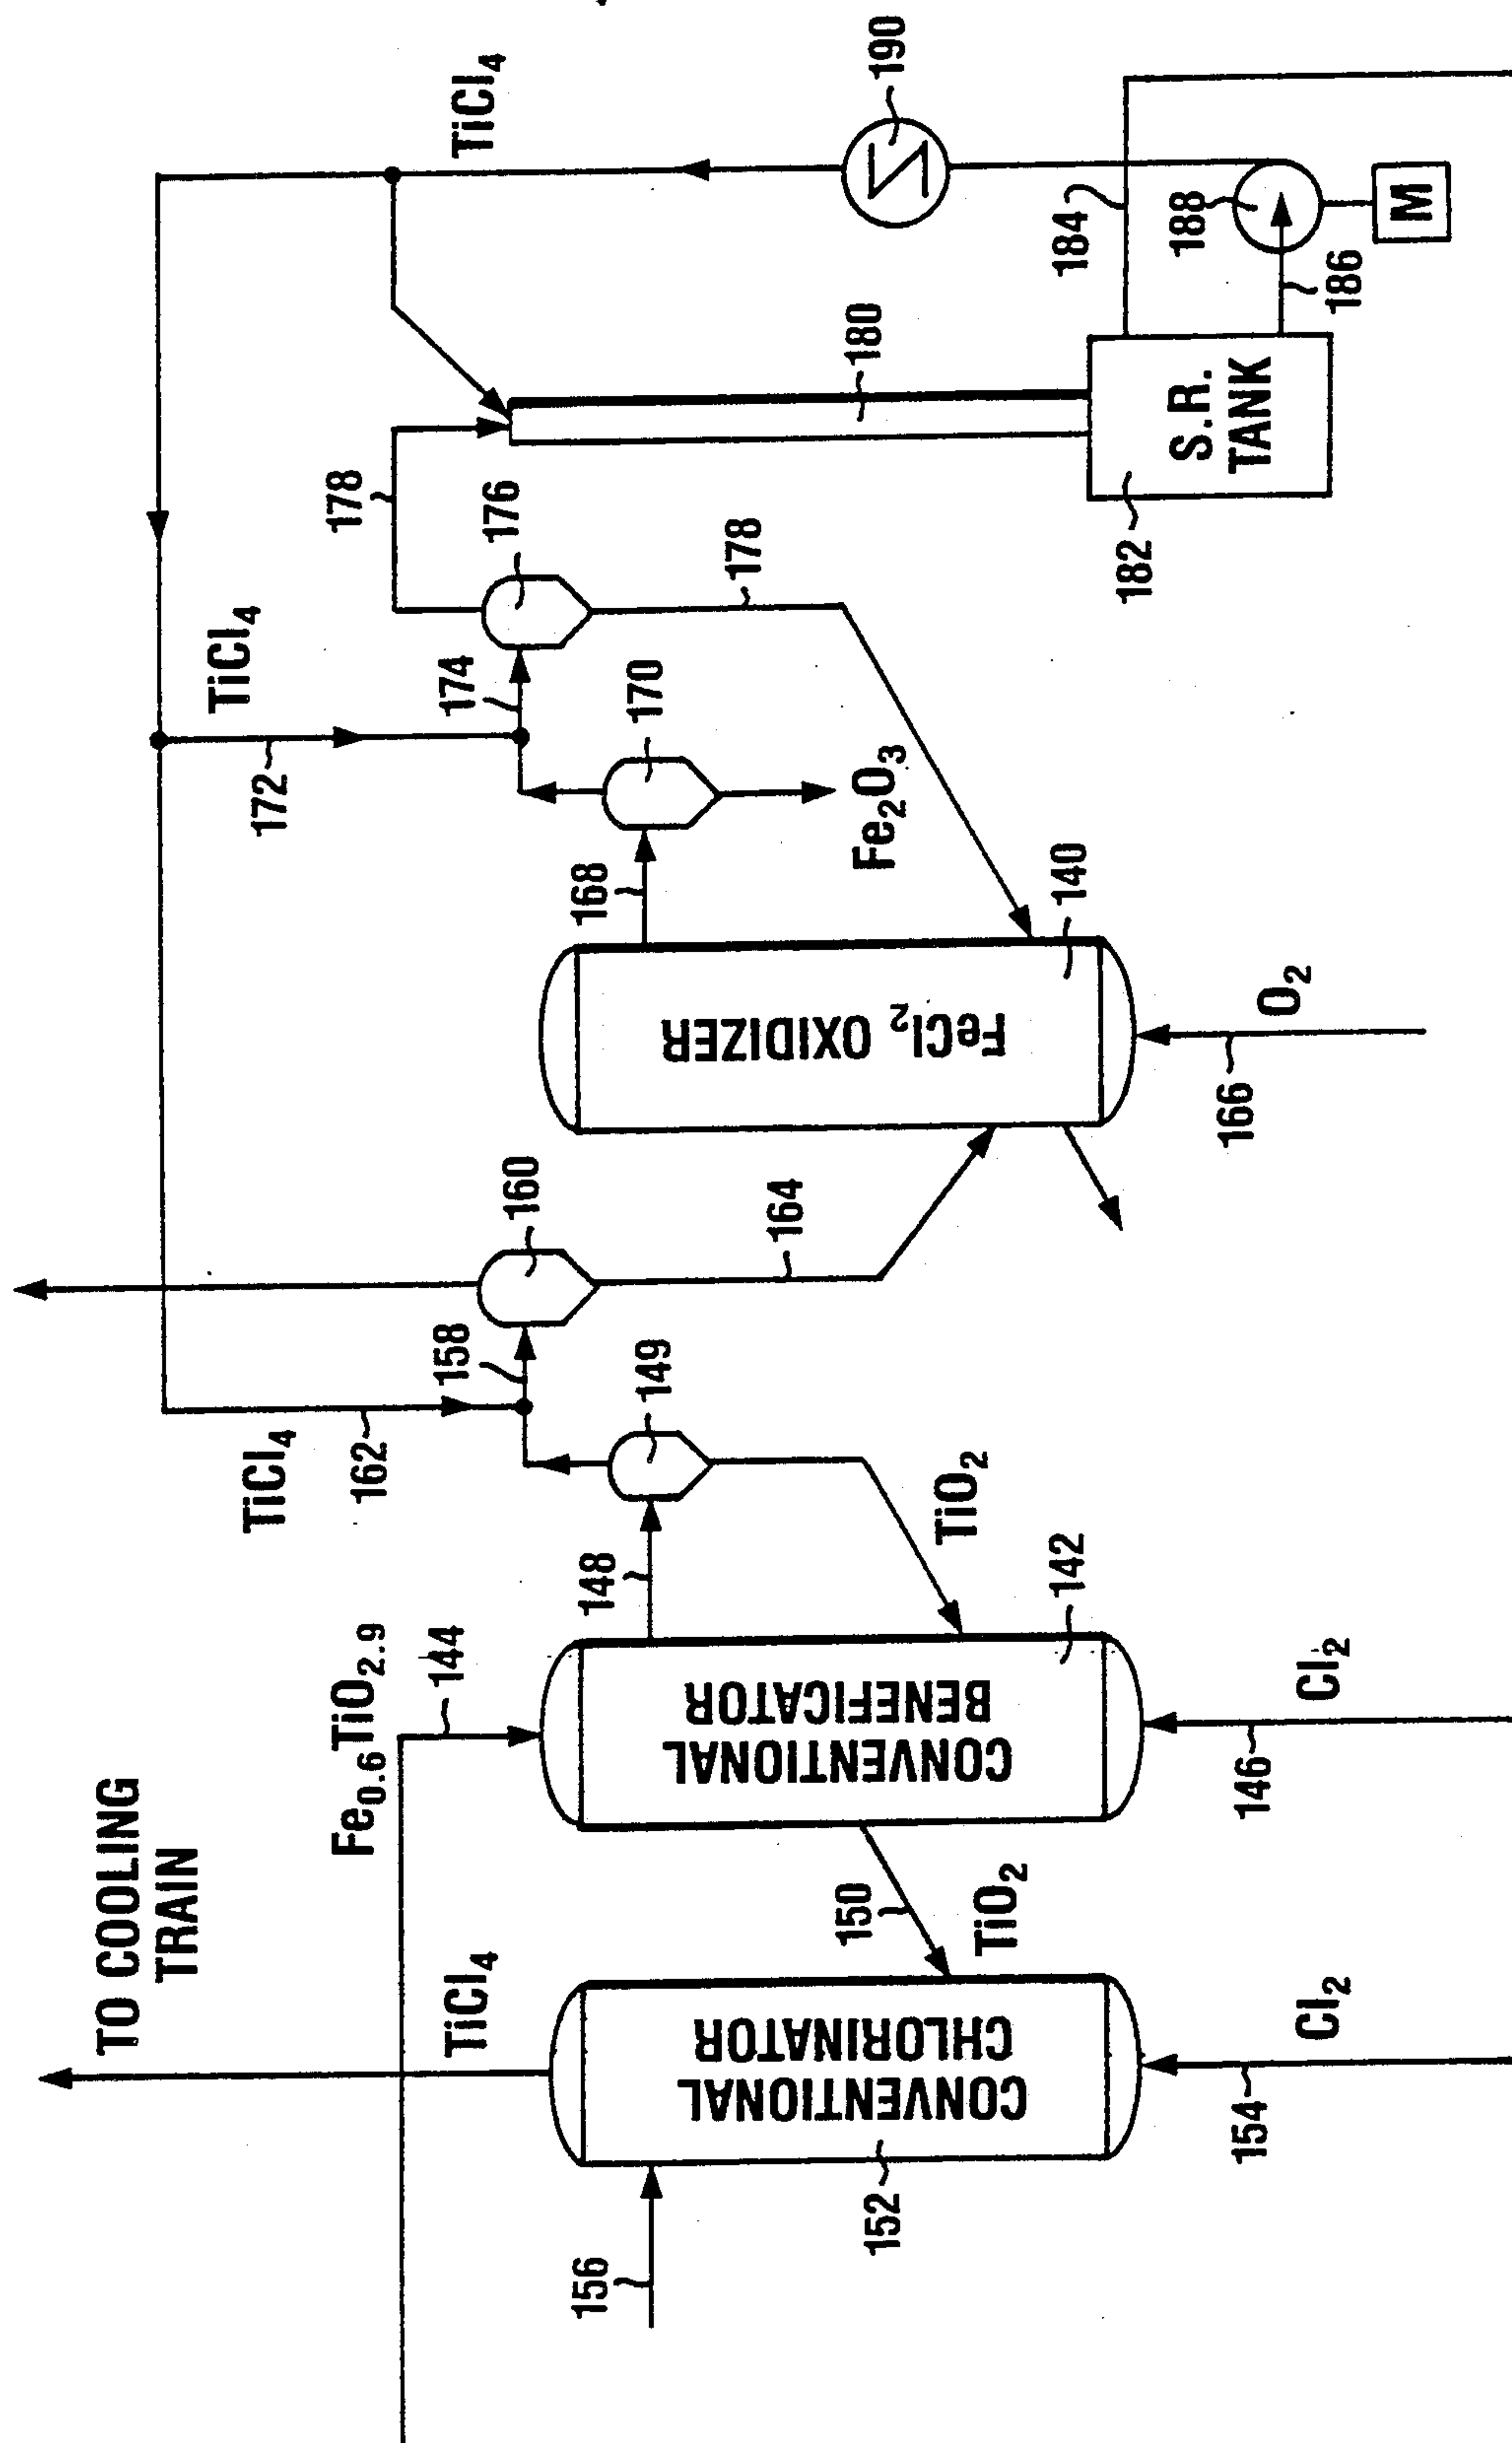 TO COOLING
TRAIN
TiCl4
Fe0.6TiO2.9
144
TiCl4
162
TiCl4
172
TiCl4
156
CONVENTIONAL
CHLORINATOR
152
150
TiO2
154
Cl2
CONVENTIONAL
BENEFICATOR
142
148
149
TiO2
146
Cl2
158
160
164
FeCl2 OXIDIZER
140
166
O2
168
170
Fe2O3
174
176
178
178
180
S.R.
TANK
182
184
186
188
M
190